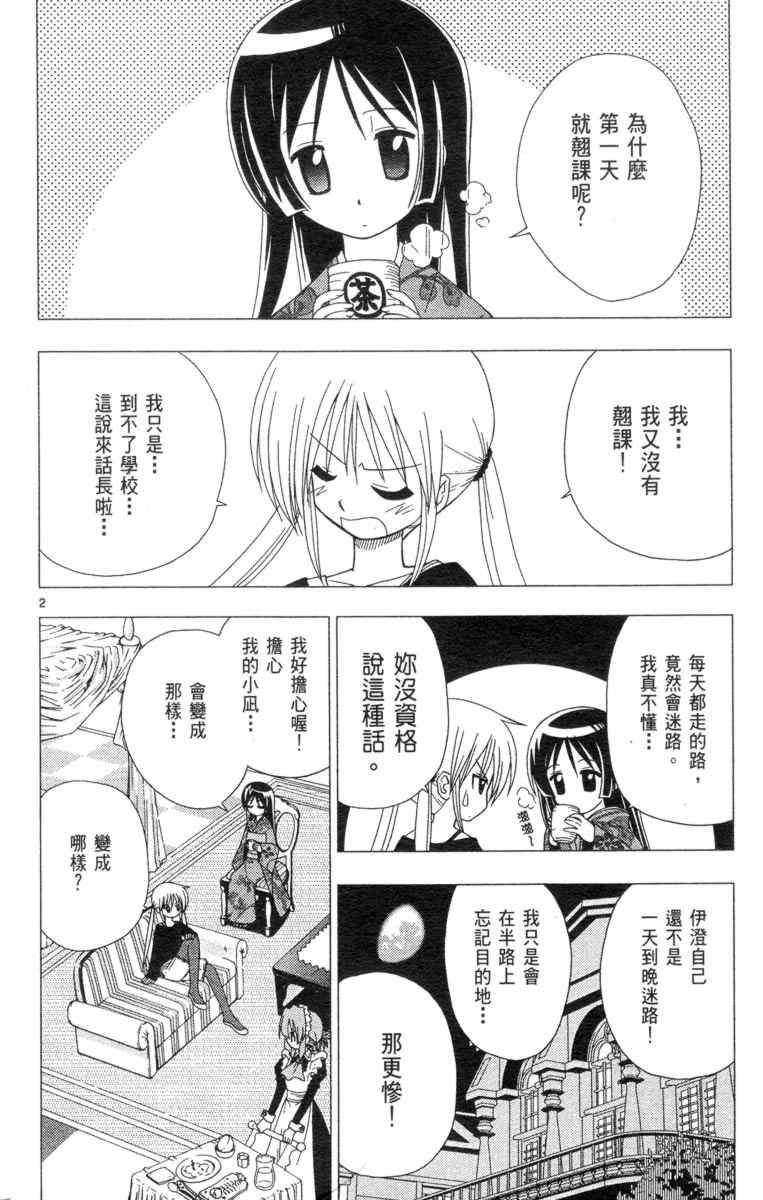 為什麼
第一天
就翹課呢？
茶
我…
我又沒有
翹課！
我只是…
到不了學校…
這說來話長啦…
2
每天都走的路，
竟然會迷路。
我真不懂…
妳沒資格
說這種話。
伊澄自己
還不是
一天到晚迷路！
我只是會
在半路上
忘記目的地…
那更慘！
我好擔心喔！
擔心
我的小凪…
會變成
那樣…
變成
哪樣？